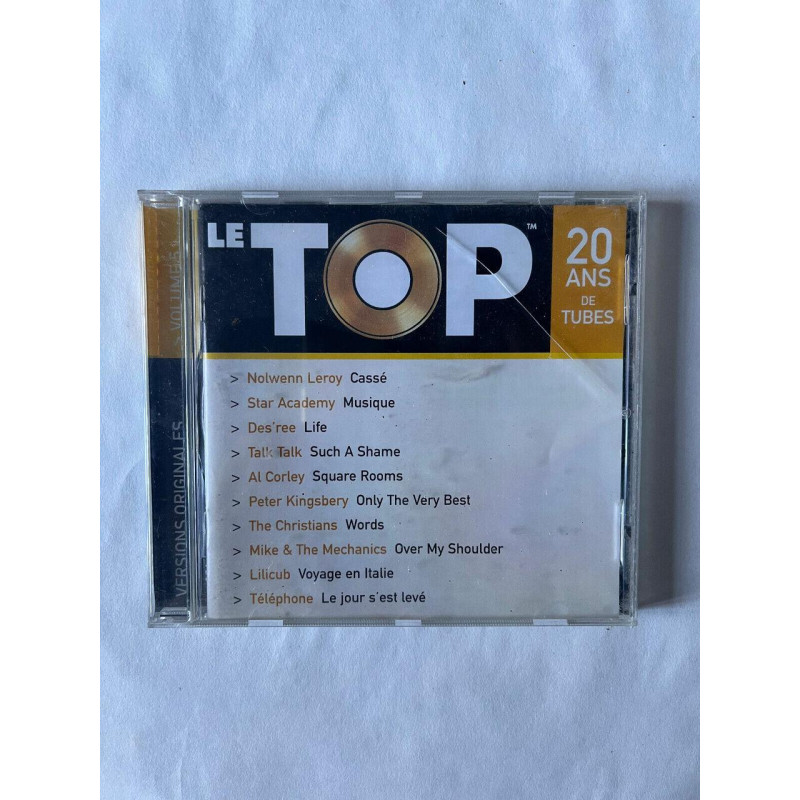 LE TOP™
20
ANS
DE
TUBES
> Nolwenn Leroy Cassé
> Star Academy Musique
> Des'ree Life
> Talk Talk Such A Shame
> Al Corley Square Rooms
> Peter Kingsbery Only The Very Best
> The Christians Words
> Mike & The Mechanics Over My Shoulder
> Lilicub Voyage en Italie
> Téléphone Le jour s'est levé
VERSIONS ORIGINALES
> VOLUME